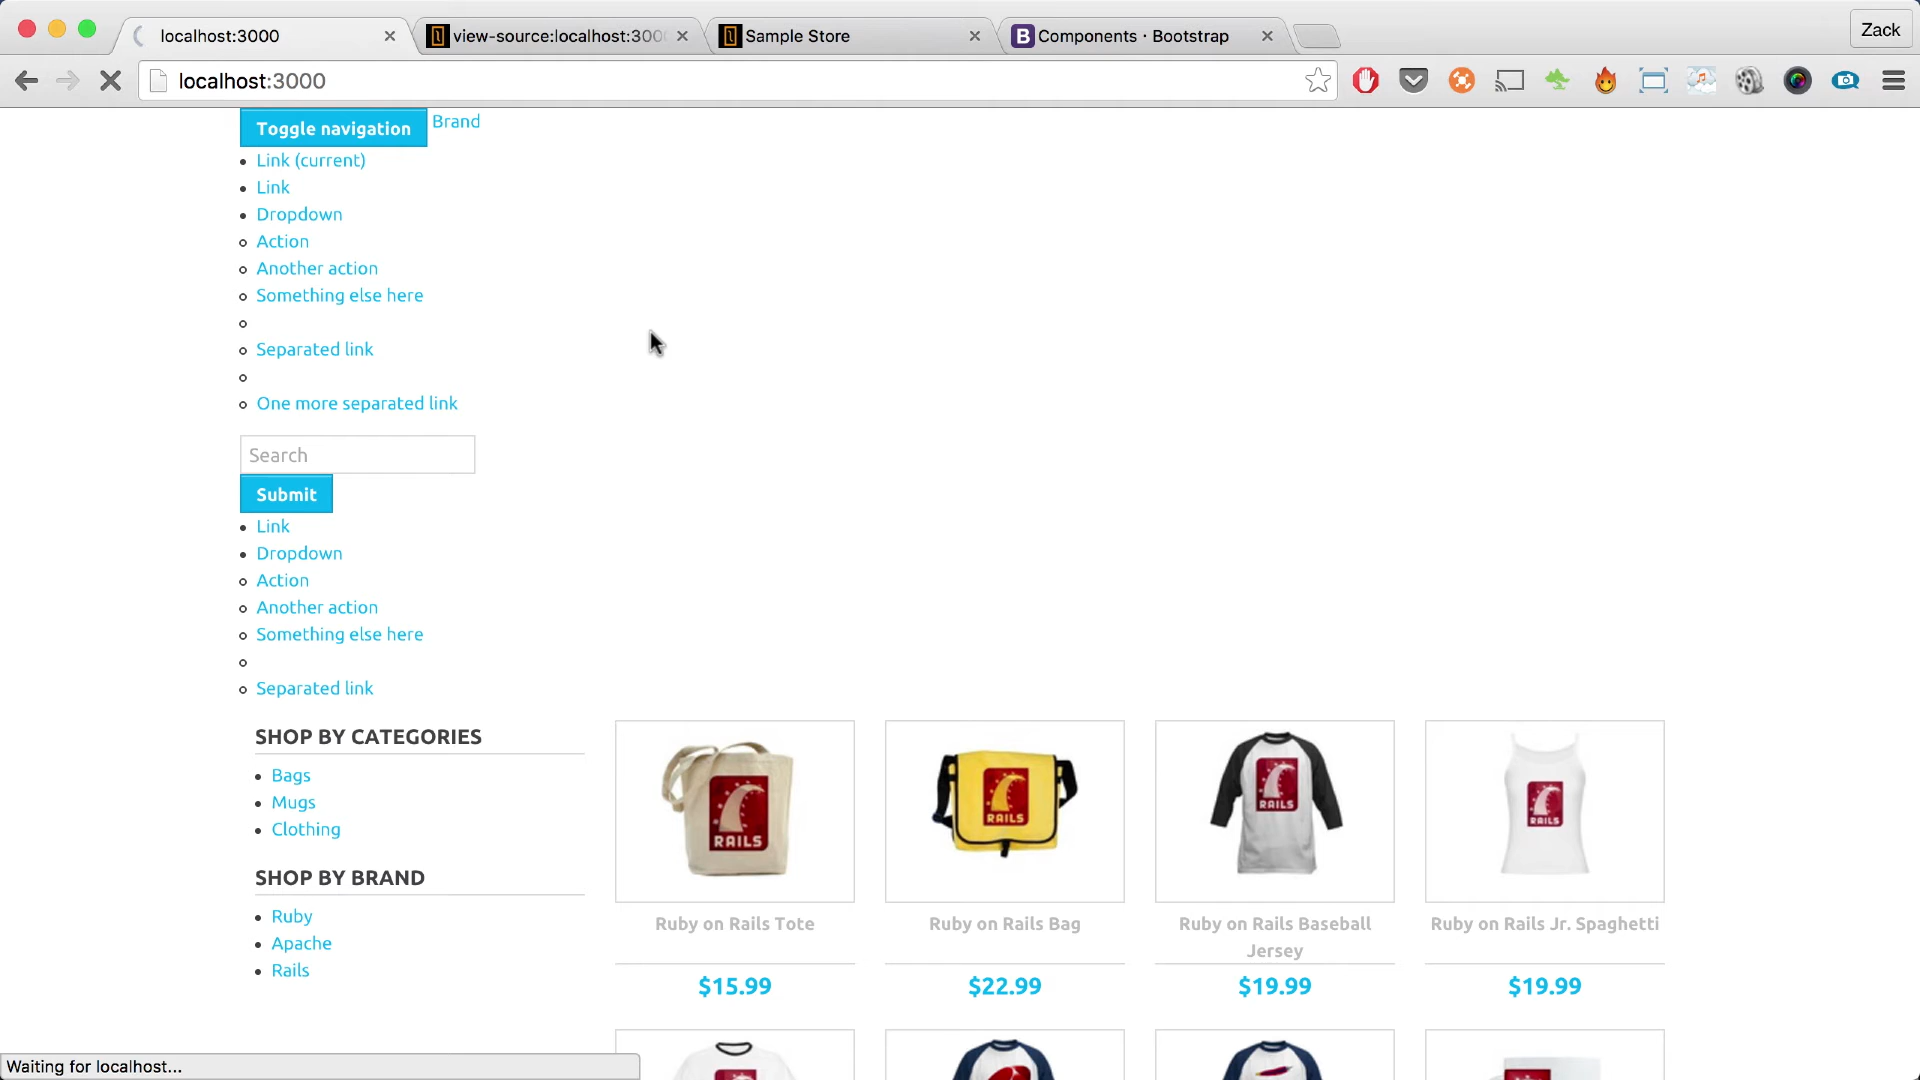 localhost:3000
view-source:localhost:300
Sample Store
Components · Bootstrap
Zack
localhost:3000
Toggle navigation
Brand
Link (current)
Link
Dropdown
Action
Another action
Something else here
Separated link
One more separated link
Search
Submit
Link
Dropdown
Action
Another action
Something else here
Separated link
SHOP BY CATEGORIES
Bags
Mugs
Clothing
SHOP BY BRAND
Ruby
Apache
Rails
RAILS
RAILS
RAILS
RAILS
Ruby on Rails Tote
Ruby on Rails Bag
Ruby on Rails Baseball
Jersey
Ruby on Rails Jr. Spaghetti
$15.99
$22.99
$19.99
$19.99
Waiting for localhost...